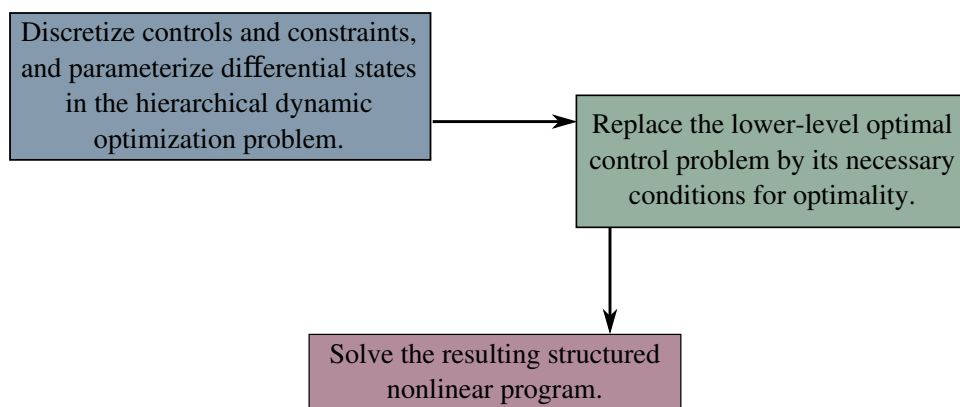 Discretize controls and constraints,
and parameterize differential states
in the hierarchical dynamic
optimization problem.
Replace the lower-level optimal
control problem by its necessary
conditions for optimality.
Solve the resulting structured
nonlinear program.